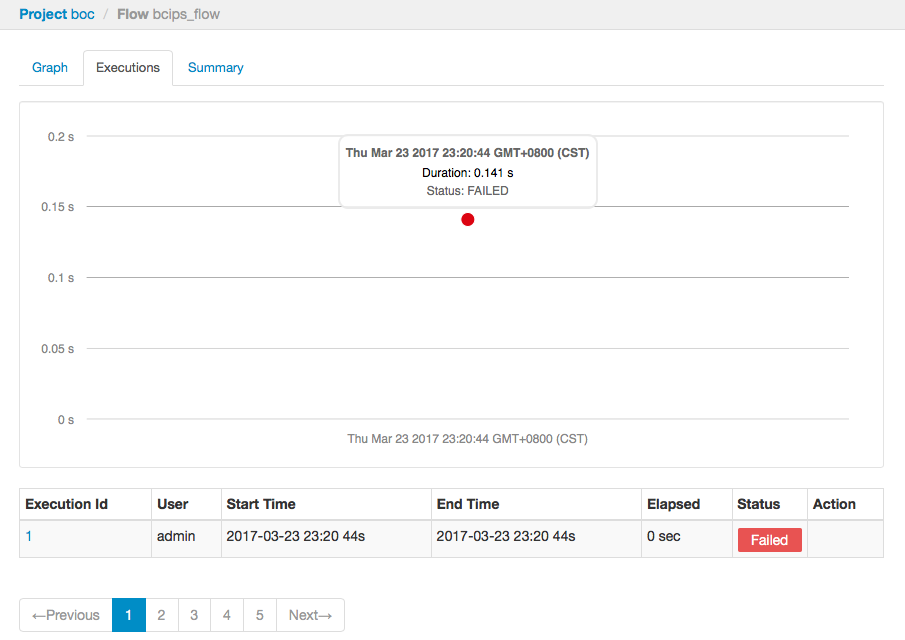 Project boc / Flow bcips_flow
Graph Executions Summary
0.2 s
Thu Mar 23 2017 23:20:44 GMT+0800 (CST)
Duration: 0.141 s
Status: FAILED
0.15 s
0.1 s
0.05 s
0 s
Thu Mar 23 2017 23:20:44 GMT+0800 (CST)
Execution Id User Start Time End Time Elapsed Status Action
1 admin 2017-03-23 23:20 44s 2017-03-23 23:20 44s 0 sec Failed
←Previous 1 2 3 4 5 Next→